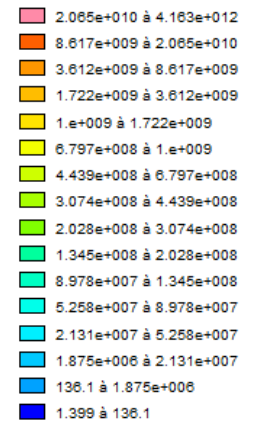 2.065e+010 à 4.163e+012
8.617e+009 à 2.065e+010
3.612e+009 à 8.617e+009
1.722e+009 à 3.612e+009
1.e+009 à 1.722e+009
6.797e+008 à 1.e+009
4.439e+008 à 6.797e+008
3.074e+008 à 4.439e+008
2.028e+008 à 3.074e+008
1.345e+008 à 2.028e+008
8.978e+007 à 1.345e+008
5.258e+007 à 8.978e+007
2.131e+007 à 5.258e+007
1.875e+006 à 2.131e+007
136.1 à 1.875e+006
1.399 à 136.1